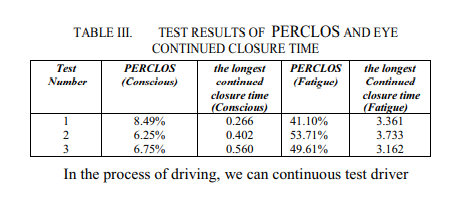 TABLE III. TEST RESULTS OF PERCLOS AND EYE
CONTINUED CLOSURE TIME
Test Number PERCLOS (Conscious) the longest continued closure time (Conscious) PERCLOS (Fatigue) the longest Continued closure time (Fatigue)
1 8.49% 0.266 41.10% 3.361
2 6.25% 0.402 53.71% 3.733
3 6.75% 0.560 49.61% 3.162
In the process of driving, we can continuous test driver